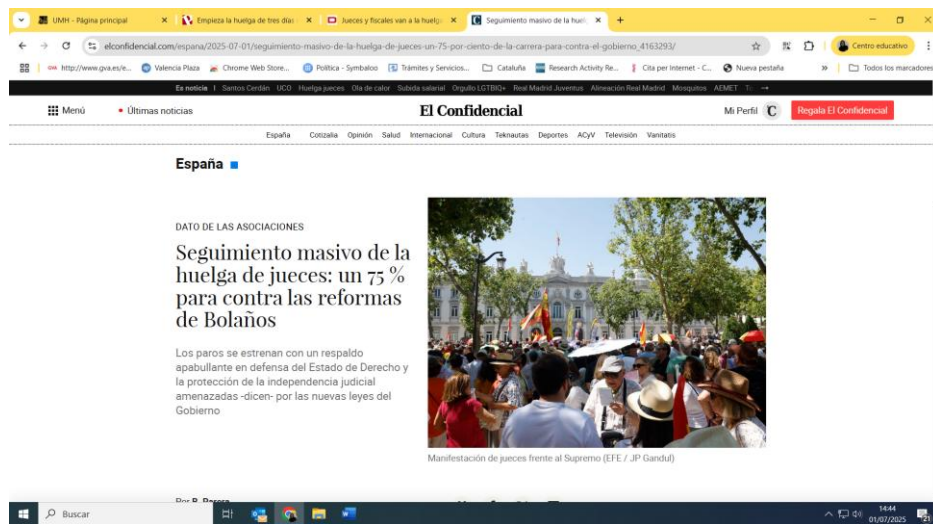 UMH - Página principal
Empieza la huelga de tres días
Jueces y fiscales van a la huelga
Seguimiento masivo de la huel
elconfidencial.com/espana/2025-07-01/seguimiento-masivo-de-la-huelga-de-jueces-un-75-por-ciento-de-la-carrera-para-contra-el-gobierno_4163293/
Centro educativo
http://www.gva.es/e... Valencia Plaza Chrome Web Store... Política - Symbaloo Trámites y Servicios... Cataluña Research Activity Re... Cita per Internet - C... Nueva pestaña » Todos los marcadores
Es noticia | Santos Cerdán UCO Huelga jueces Ola de calor Subida salarial Orgullo LGTBIQ+ Real Madrid Juventus Alineación Real Madrid Mosquitos AEMET
Menú • Últimas noticias El Confidencial Mi Perfil C Regala El Confidencial
España Cotizalia Opinión Salud Internacional Cultura Teknautas Deportes ACyV Televisión Vanitatis
España
DATO DE LAS ASOCIACIONES
Seguimiento masivo de la
huelga de jueces: un 75 %
para contra las reformas
de Bolaños
Los paros se estrenan con un respaldo
apabullante en defensa del Estado de Derecho y
la protección de la independencia judicial
amenazadas -dicen- por las nuevas leyes del
Gobierno
Manifestación de jueces frente al Supremo (EFE / JP Gandul)
Buscar
14:44
01/07/2025